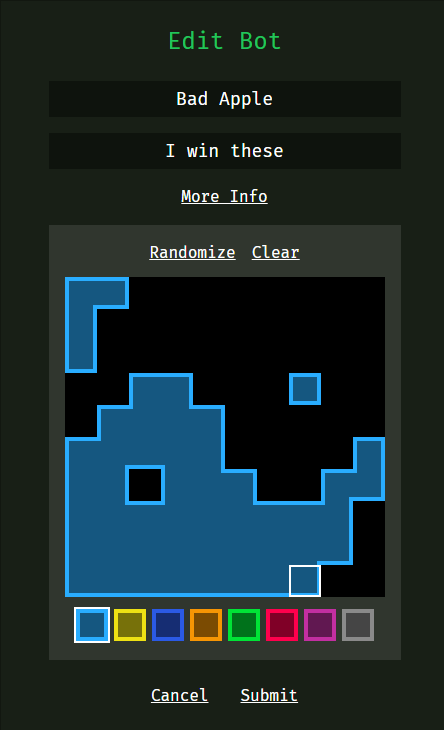 Edit Bot
Bad Apple
I win these
More Info
Randomize Clear
Cancel Submit